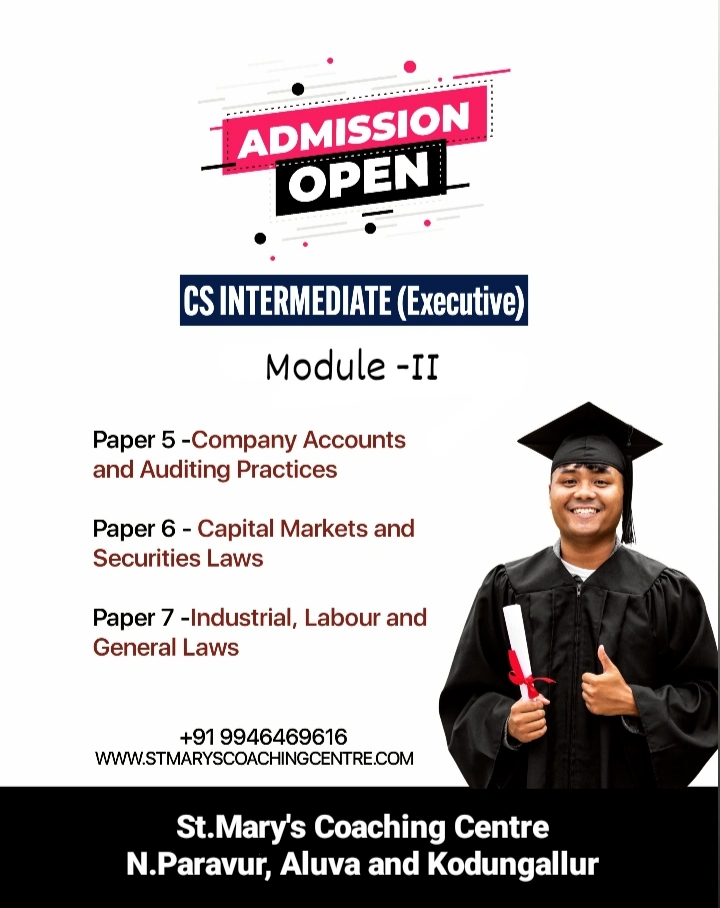 ADMISSION
OPEN
CS INTERMEDIATE (Executive)
Module -II
Paper 5 -Company Accounts
and Auditing Practices
Paper 6 - Capital Markets and
Securities Laws
Paper 7 -Industrial, Labour and
General Laws
+91 9946469616
WWW.STMARYSCOACHINGCENTRE.COM
St.Mary's Coaching Centre
N.Paravur, Aluva and Kodungallur